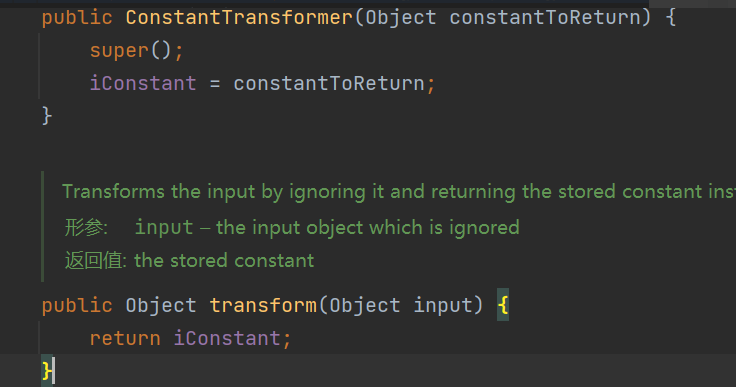 public ConstantTransformer(Object constantToReturn) {
super();
iConstant = constantToReturn;
}
Transforms the input by ignoring it and returning the stored constant
形参: input – the input object which is ignored
返回值: the stored constant
public Object transform(Object input) {
return iConstant;
}